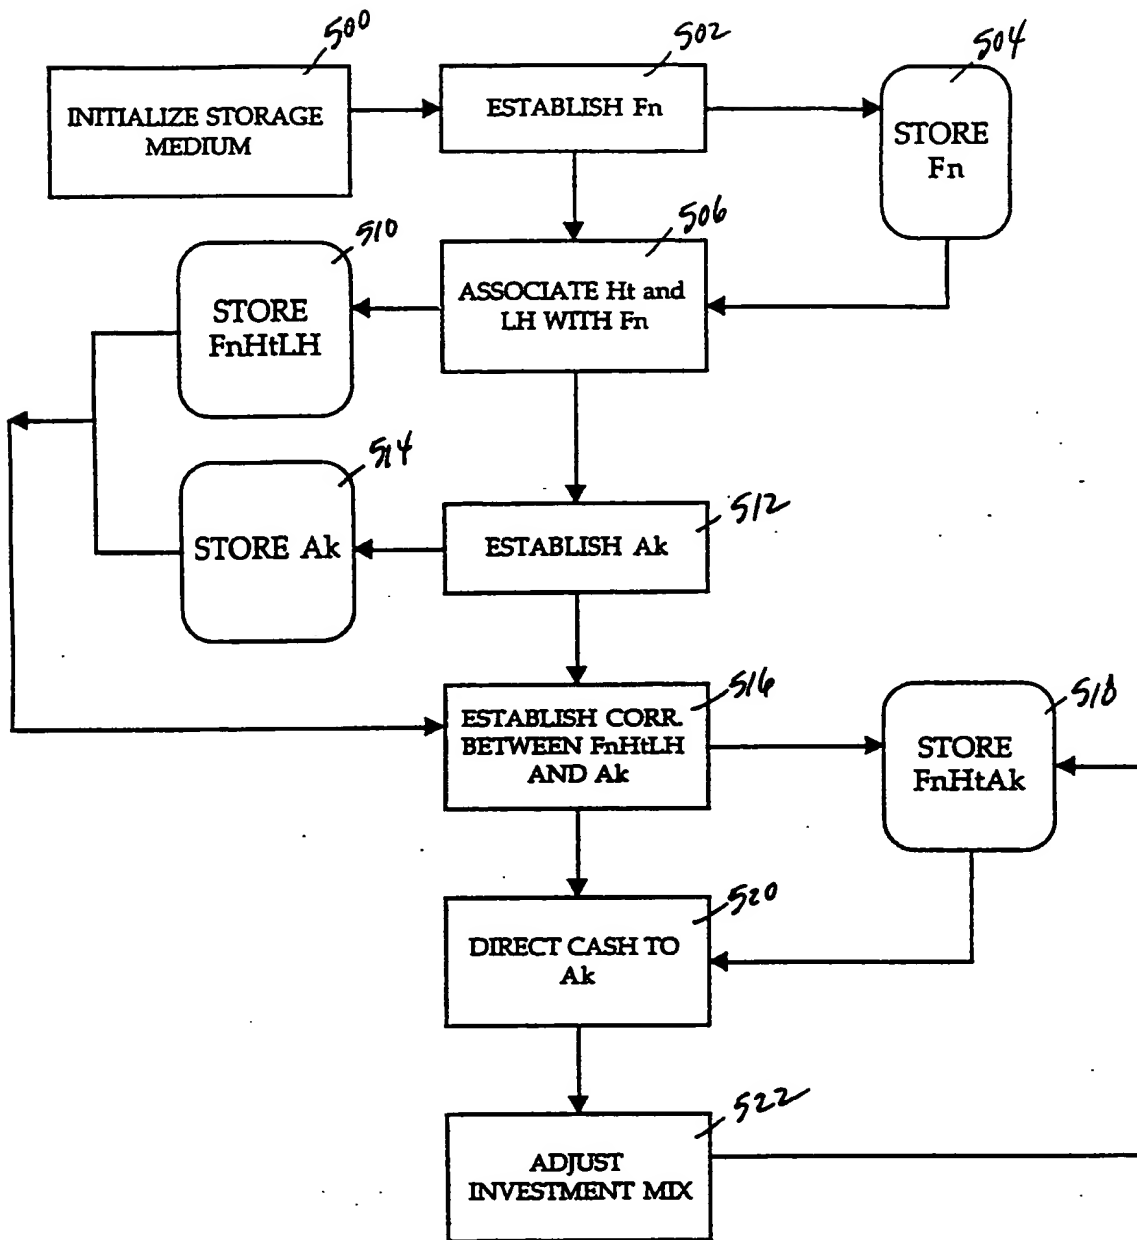 500
INITIALIZE STORAGE
MEDIUM
502
ESTABLISH Fn
504
STORE
Fn
506
ASSOCIATE Ht and
LH WITH Fn
510
STORE
FnHtLH
512
ESTABLISH Ak
514
STORE Ak
516
ESTABLISH CORR.
BETWEEN FnHtLH
AND Ak
518
STORE
FnHtAk
520
DIRECT CASH TO
Ak
522
ADJUST
INVESTMENT MIX